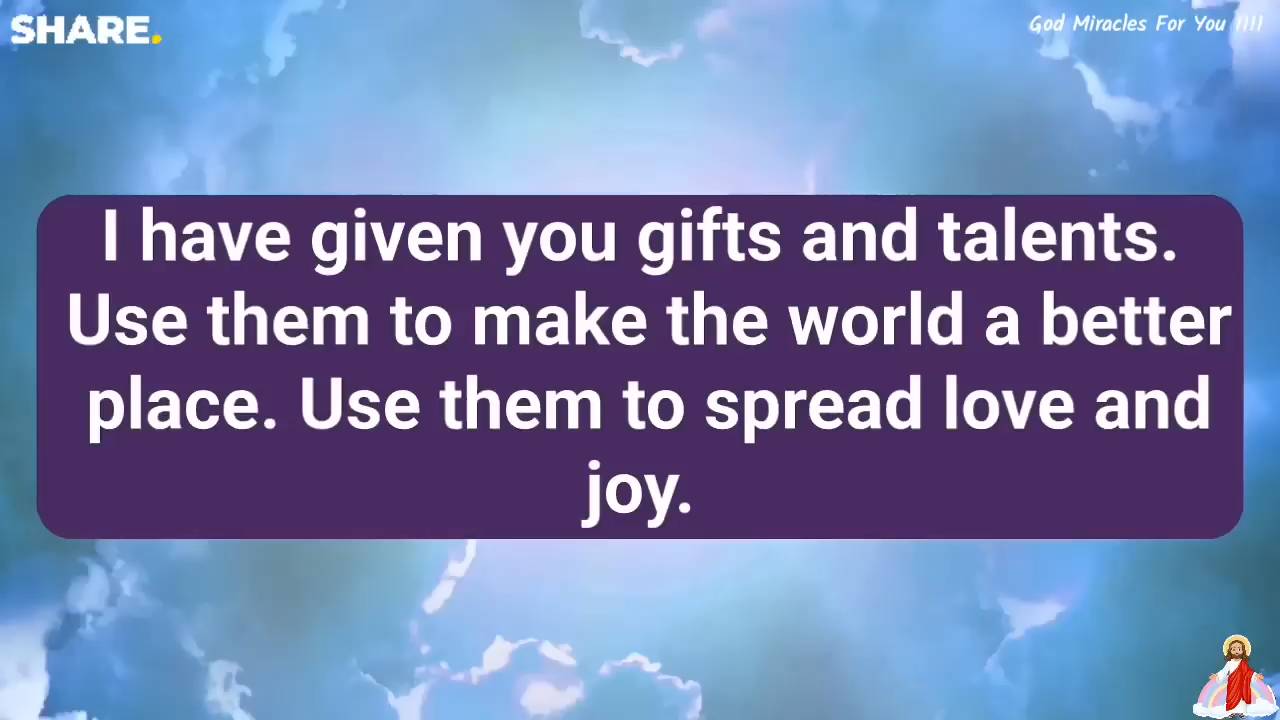 SHARE.
God Miracles For You !!!!
I have given you gifts and talents.
Use them to make the world a better
place. Use them to spread love and
joy.